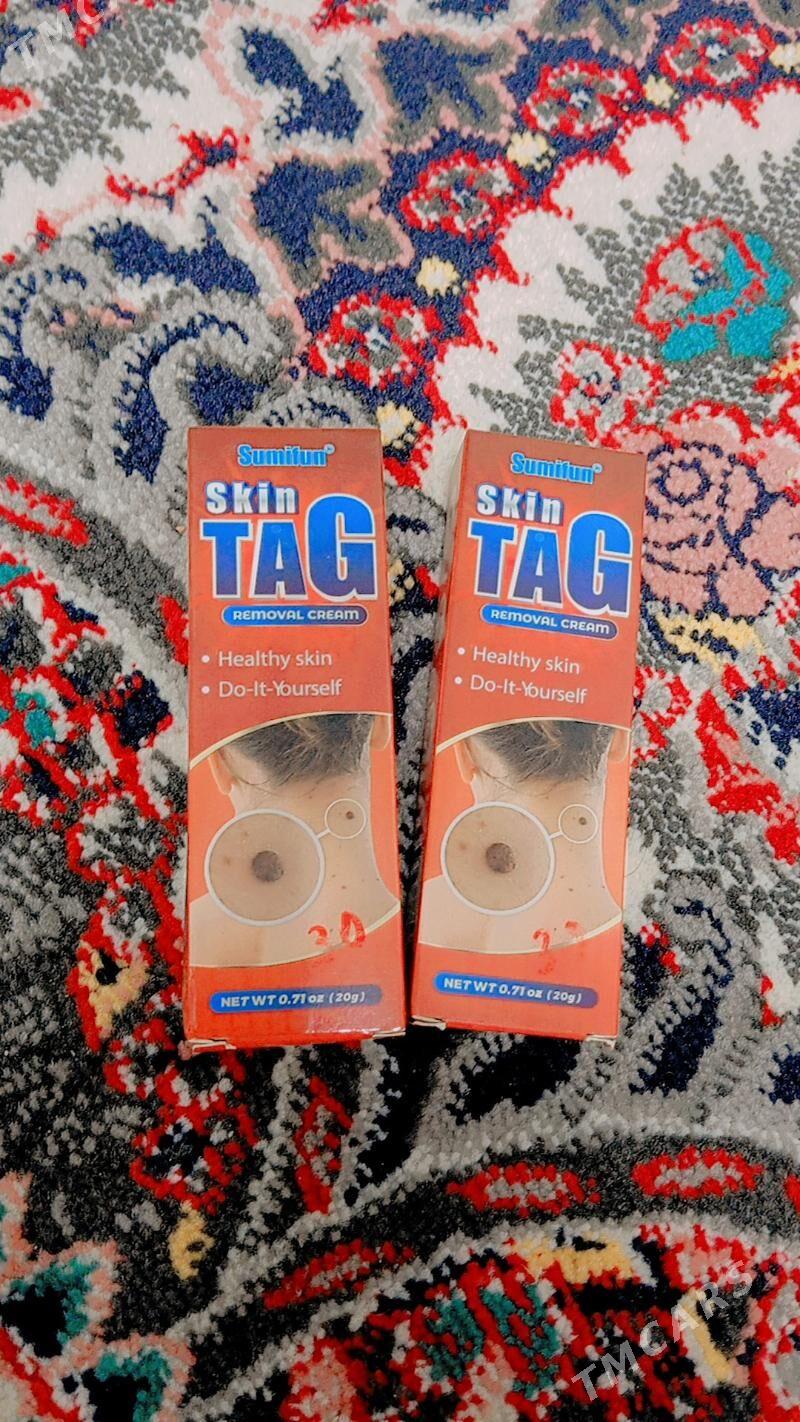 Sumifun
Skin
TAG
REMOVAL CREAM
• Healthy skin
• Do-It-Yourself
30
NET WT 0.71 oz (20g)
Sumifun
Skin
TAG
REMOVAL CREAM
• Healthy skin
• Do-It-Yourself
NET WT 0.71 oz (20g)
TMCARS